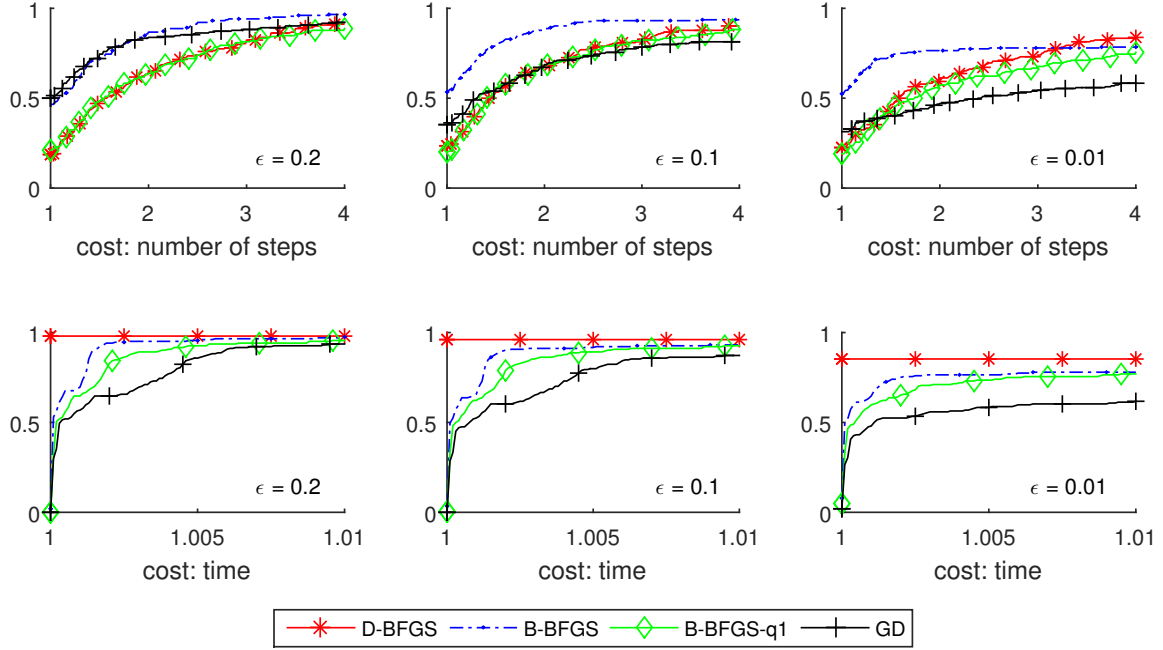 1
0.5
0
1 2 3 4
ϵ = 0.2
cost: number of steps
1
0.5
0
1 2 3 4
ϵ = 0.1
cost: number of steps
1
0.5
0
1 2 3 4
ϵ = 0.01
cost: number of steps
1
0.5
0
1 1.005 1.01
ϵ = 0.2
cost: time
1
0.5
0
1 1.005 1.01
ϵ = 0.1
cost: time
1
0.5
0
1 1.005 1.01
ϵ = 0.01
cost: time
D-BFGS B-BFGS B-BFGS-q1 GD